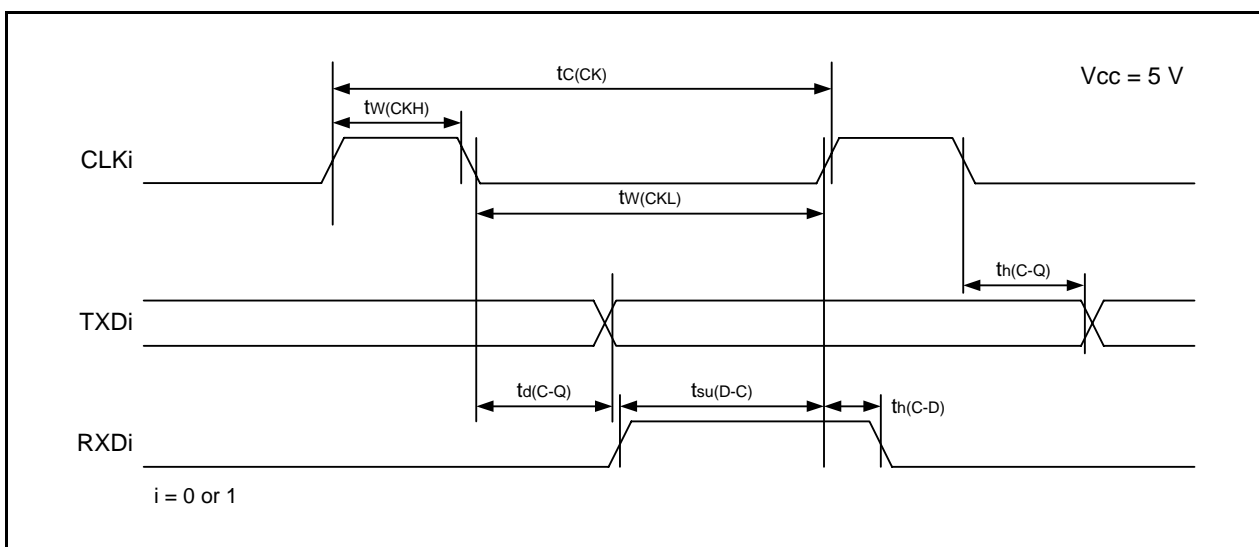 tC(CK)
Vcc = 5 V
tW(CKH)
CLKi
tW(CKL)
th(C-Q)
TXDi
td(C-Q)
tsu(D-C)
th(C-D)
RXDi
i = 0 or 1